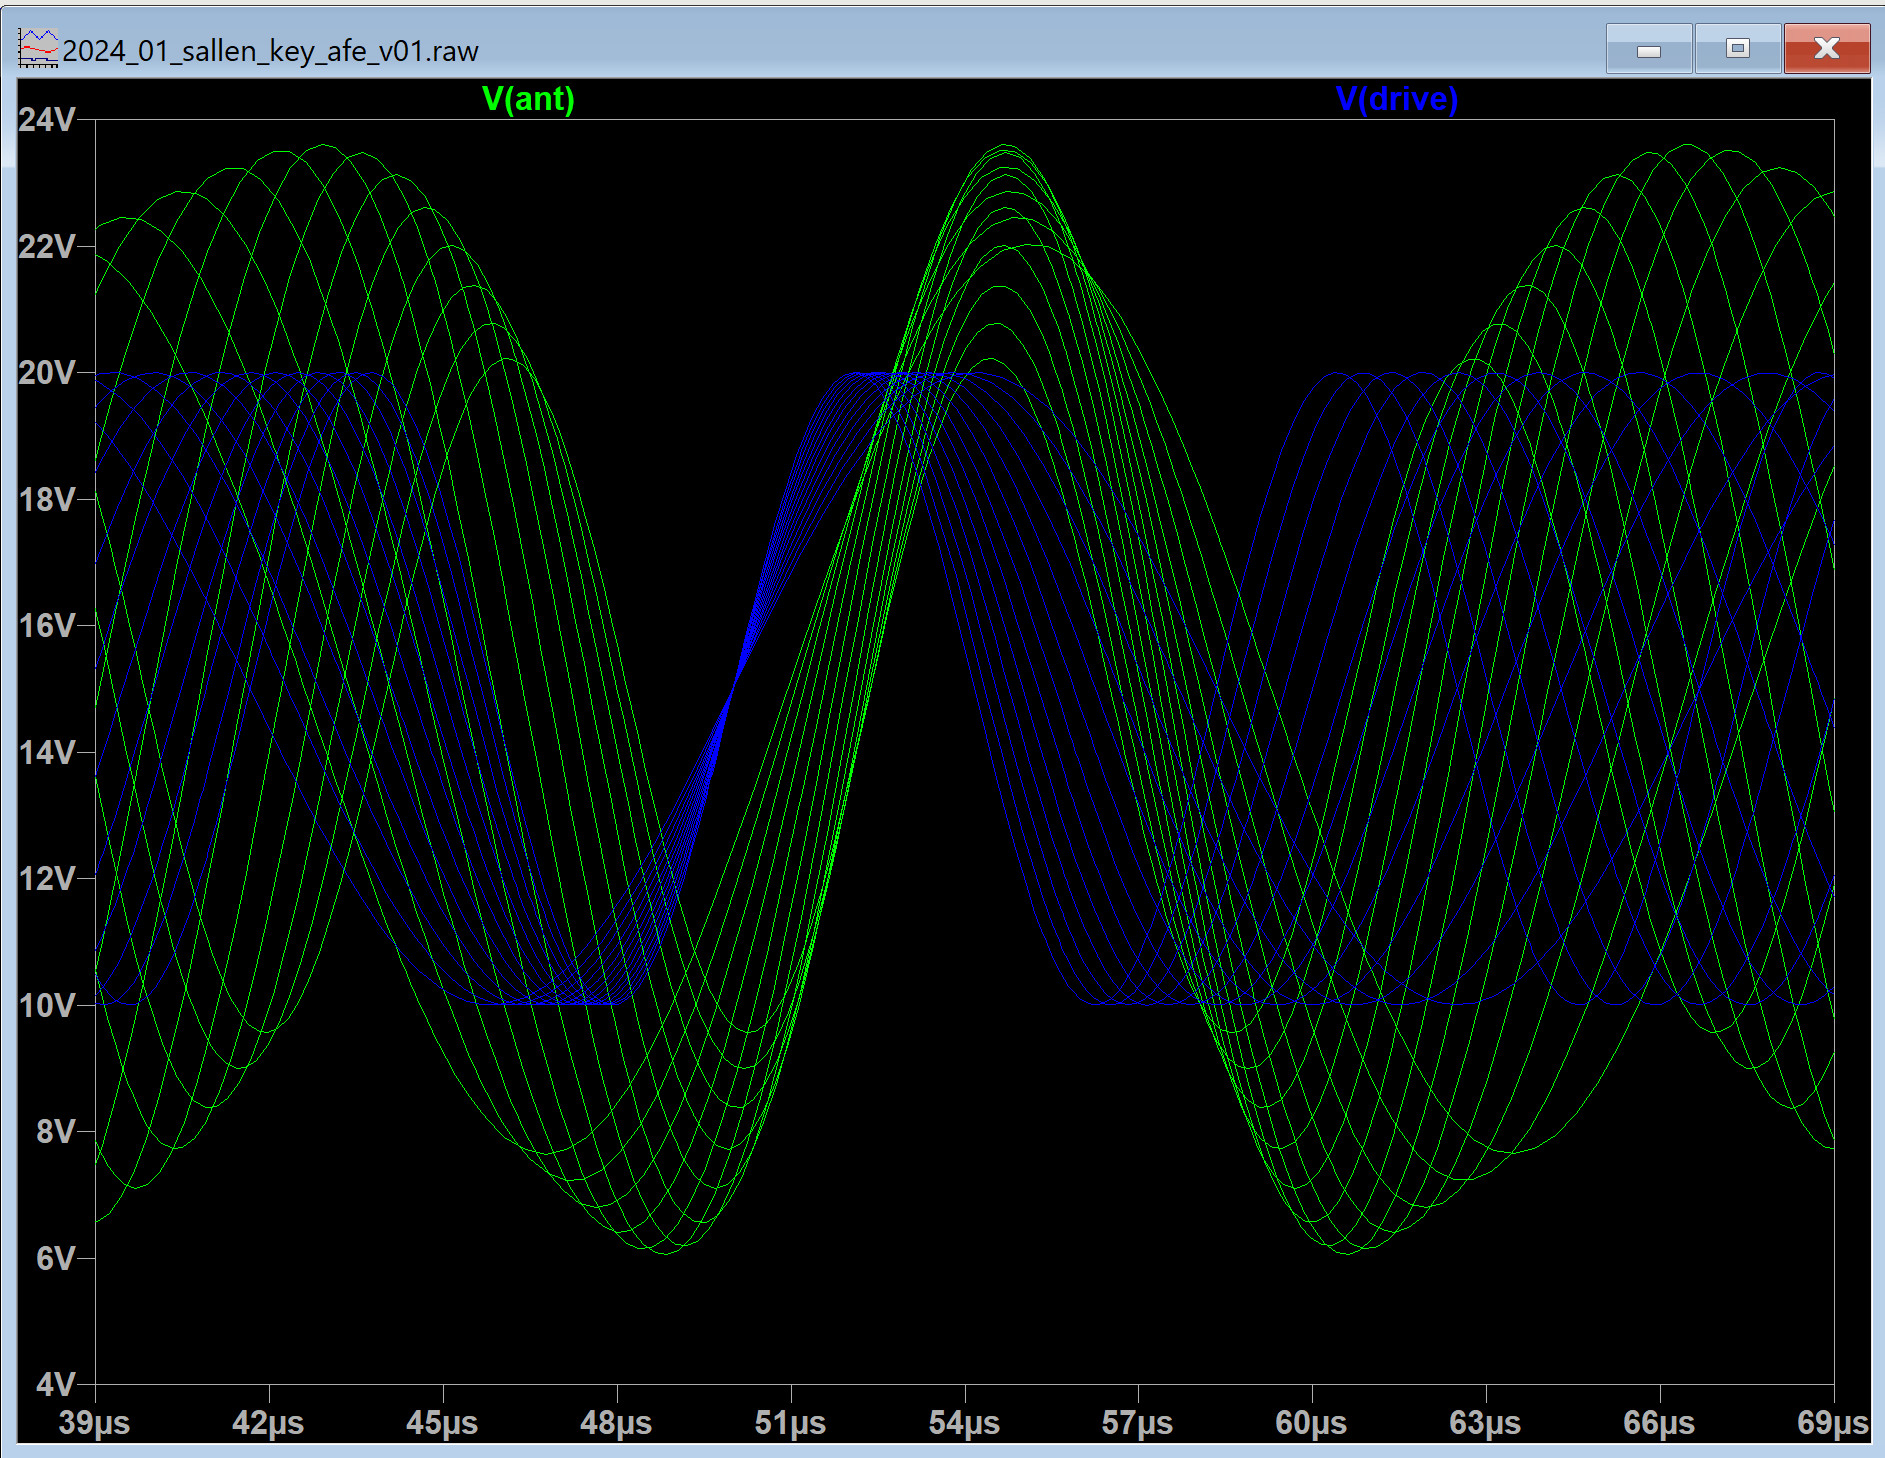 2024_01_sallen_key_afe_v01.raw
V(ant) V(drive)
24V
22V
20V
18V
16V
14V
12V
10V
8V
6V
4V
39µs 42µs 45µs 48µs 51µs 54µs 57µs 60µs 63µs 66µs 69µs